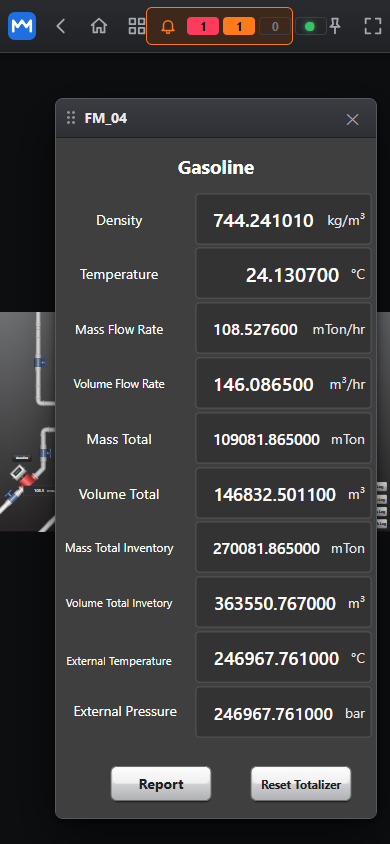 1 1 0
FM_04
Gasoline
Density 744.241010 kg/m³
Temperature 24.130700 °C
Mass Flow Rate 108.527600 mTon/hr
Volume Flow Rate 146.086500 m³/hr
Mass Total 109081.865000 mTon
Volume Total 146832.501100 m³
Mass Total Inventory 270081.865000 mTon
Volume Total Invetory 363550.767000 m³
External Temperature 246967.761000 °C
External Pressure 246967.761000 bar
Report Reset Totalizer